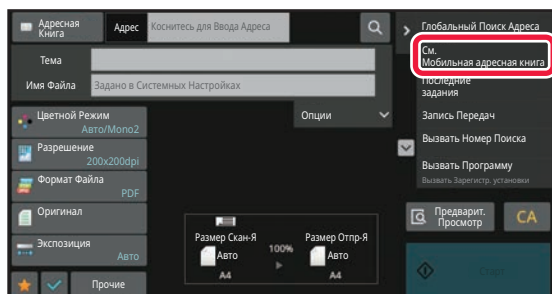 Адресная
Книга
Адрес
Коснитесь для Ввода Адреса
Тема
Имя Файла
Задано в Системных Настройках
Цветной Режим
Авто/Mono2
Разрешение
200x200dpi
Формат Файла
PDF
Оригинал
Экспозиция
Авто
Прочие
Опции
Размер Скан-Я
Авто
A4
100%
Размер Отпр-Я
Авто
A4
Глобальный Поиск Адреса
См.
Мобильная адресная книга
Последние
задания
Запись Передач
Вызвать Номер Поиска
Вызвать Программу
Вызвать Зарегистр. установки
Предварит.
Просмотр
CA
Старт